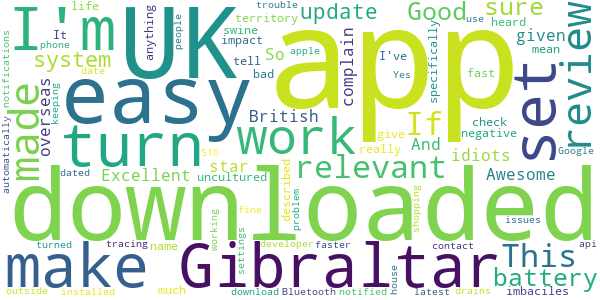 I'm UK app Good sure update life trouble
notifications It anything swine heard phone people impact territory
system So apple I've given use mean
review set specifically complain tell bad Yes fast
overseas date easy British If check negative Google
made keeping turn work And give idiots
automatically star really relevant Awesome
Excellent uncultured described problem shopping
dated STD downloaded
name working fine settings developer faster issues
turned tracing contact api This
make Gibraltar battery
house
outside installed much download Bluetooth notified latest drains imbaciles